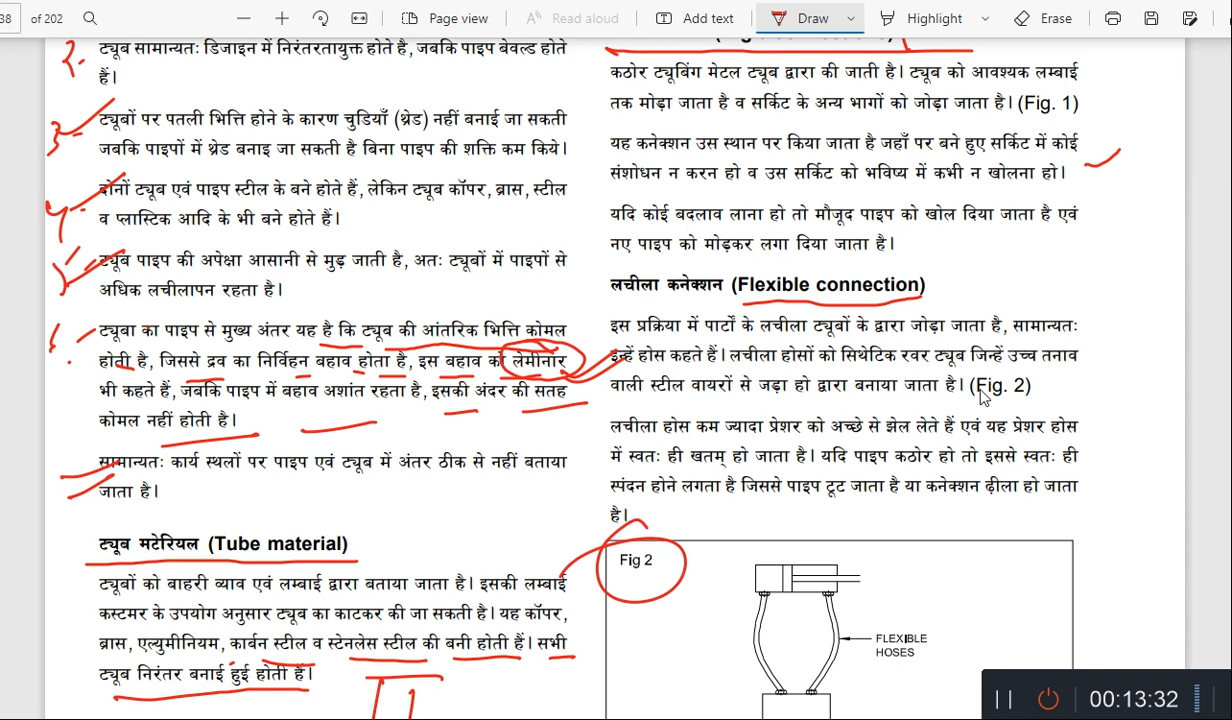 38 of 202 Page view Read aloud Add text Draw Highlight Erase
ट्यूब सामान्यतः डिजाइन में निरंतरतायुक्त होते है, जबकि पाइप बेवल्ड होते
हैं।
ट्यूबों पर पतली भित्ति होने के कारण चुडियाँ (थ्रेड) नहीं बनाई जा सकती
जबकि पाइपों में थ्रेड बनाइ जा सकती है बिना पाइप की शक्ति कम किये।
दोनों ट्यूब एवं पाइप स्टील के बने होते हैं, लेकिन ट्यूब कॉपर, ब्रास, स्टील
व प्लास्टिक आदि के भी बने होते हैं।
ट्यूब पाइप की अपेक्षा आसानी से मुड़ जाती है, अतः ट्यूबों में पाइपों से
अधिक लचीलापन रहता है।
ट्यूबा का पाइप से मुख्य अंतर यह है कि ट्यूब की आंतरिक भित्ति कोमल
होती है, जिससे द्रव का निर्विहन बहाव होता है, इस बहाव को लेमीनार
भी कहते हैं, जबकि पाइप में बहाव अशांत रहता है, इसकी अंदर की सतह
कोमल नहीं होती है।
सामान्यतः कार्य स्थलों पर पाइप एवं ट्यूब में अंतर ठीक से नहीं बताया
जाता है।
ट्यूब मटेरियल (Tube material)
ट्यूबों को बाहरी व्याव एवं लम्बाई द्वारा बताया जाता है। इसकी लम्बाई
कस्टमर के उपयोग अनुसार ट्यूब का काटकर की जा सकती है। यह कॉपर,
ब्रास, एल्युमीनियम, कार्बन स्टील व स्टेनलेस स्टील की बनी होती हैं। सभी
ट्यूब निरंतर बनाई हुई होती है।
कठोर ट्यूबिंग मेटल ट्यूब द्वारा की जाती है। ट्यूब को आवश्यक लम्बाई
तक मोड़ा जाता है व सर्किट के अन्य भागों को जोड़ा जाता है। (Fig. 1)
यह कनेक्शन उस स्थान पर किया जाता है जहाँ पर बने हुए सर्किट में कोई
संशोधन न करन हो व उस सर्किट को भविष्य में कभी न खोलना हो।
यदि कोई बदलाव लाना हो तो मौजूद पाइप को खोल दिया जाता है एवं
नए पाइप को मोड़कर लगा दिया जाता है।
लचीला कनेक्शन (Flexible connection)
इस प्रक्रिया में पार्टों के लचीला ट्यूबों के द्वारा जोड़ा जाता है, सामान्यतः
इन्हें होस कहते हैं। लचीला होसों को सिथेटिक रवर ट्यूब जिन्हें उच्च तनाव
वाली स्टील वायरों से जड़ा हो द्वारा बनाया जाता है। (Fig. 2)
लचीला होस कम ज्यादा प्रेशर को अच्छे से झेल लेते हैं एवं यह प्रेशर होस
में स्वतः ही खतम् हो जाता है। यदि पाइप कठोर हो तो इससे स्वतः ही
स्पंदन होने लगता है जिससे पाइप टूट जाता है या कनेक्शन ढ़ीला हो जाता
है।
Fig 2
FLEXIBLE
HOSES
00:13:32